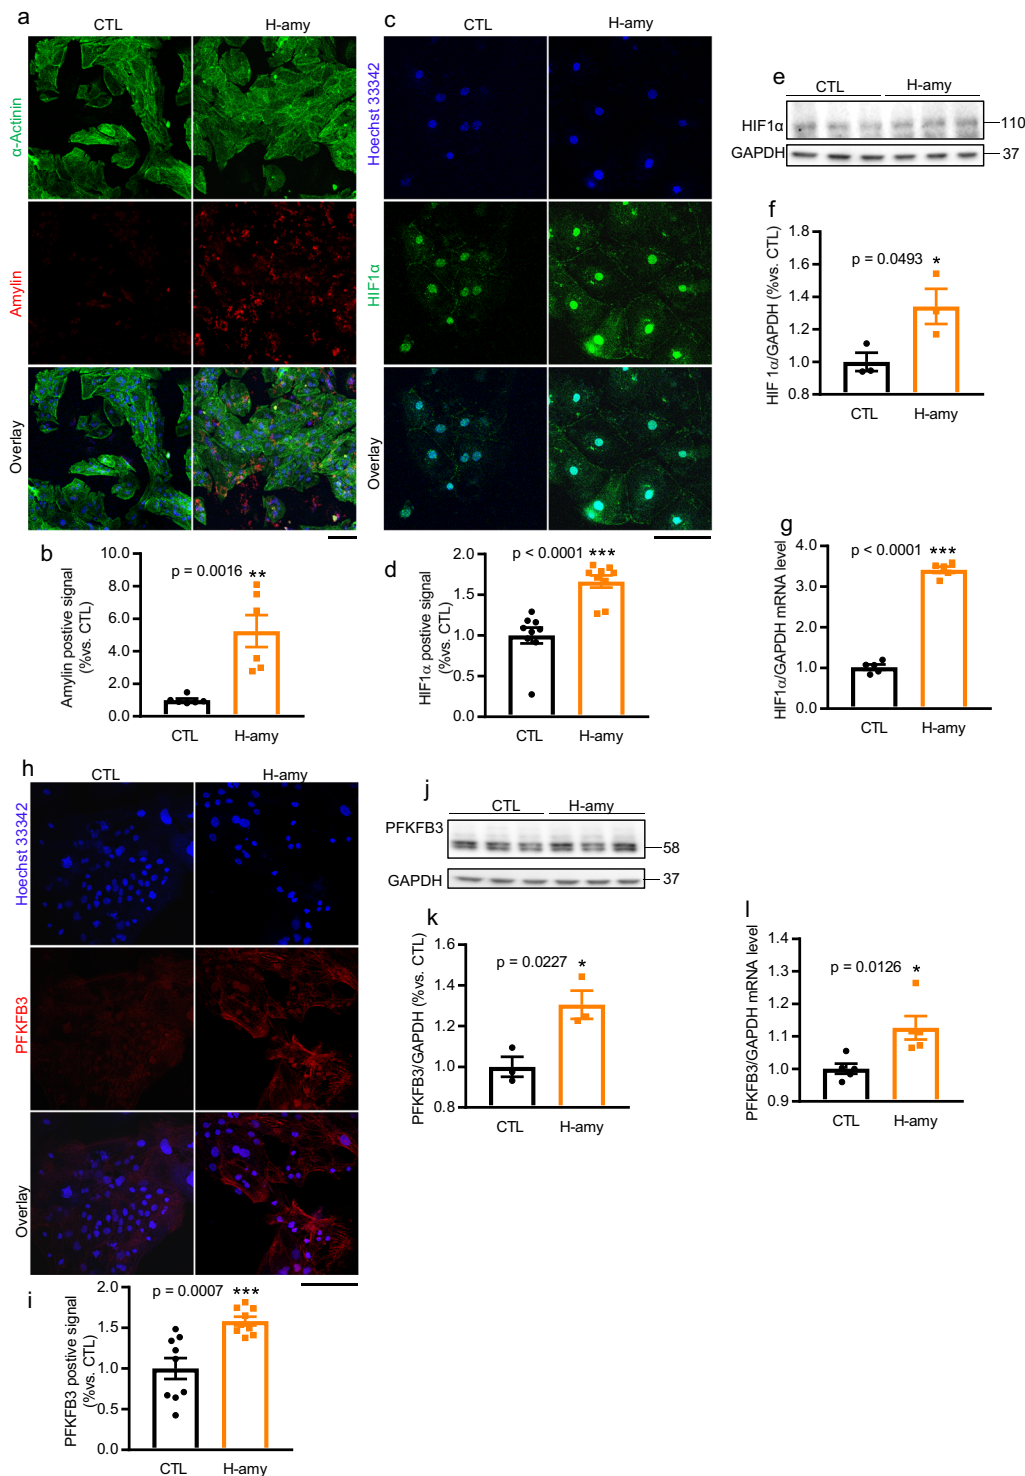 a
CTL
H-amy
α-Actinin
Amylin
Overlay
b
Amylin postive signal
(%vs. CTL)
10.0
8.0
6.0
4.0
2.0
0.0
p = 0.0016
**
CTL
H-amy
c
CTL
H-amy
Hoechst 33342
HIF1α
Overlay
d
HIF1α postive signal
(%vs. CTL)
2.0
1.5
1.0
0.5
0.0
p < 0.0001
***
CTL
H-amy
e
CTL
H-amy
HIF1α
110
GAPDH
37
f
HIF 1α/GAPDH (%vs. CTL)
1.8
1.6
1.4
1.2
1.0
0.8
p = 0.0493
*
CTL
H-amy
g
HIF1α/GAPDH mRNA level
4.0
3.0
2.0
1.0
0.0
p < 0.0001
***
CTL
H-amy
h
CTL
H-amy
Hoechst 33342
PFKFB3
Overlay
i
PFKFB3 postive signal
(%vs. CTL)
2.0
1.5
1.0
0.5
0.0
p = 0.0007
***
CTL
H-amy
j
CTL
H-amy
PFKFB3
58
GAPDH
37
k
PFKFB3/GAPDH (%vs. CTL)
1.6
1.4
1.2
1.0
0.8
p = 0.0227
*
CTL
H-amy
l
PFKFB3/GAPDH mRNA level
1.4
1.3
1.2
1.1
1.0
0.9
p = 0.0126
*
CTL
H-amy